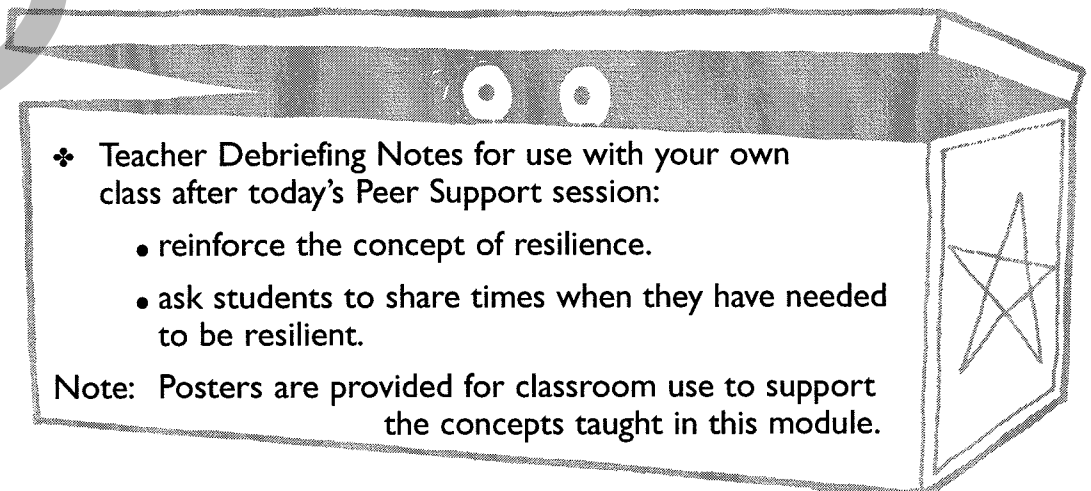 ✤ Teacher Debriefing Notes for use with your own
class after today's Peer Support session:
• reinforce the concept of resilience.
• ask students to share times when they have needed
to be resilient.
Note: Posters are provided for classroom use to support
the concepts taught in this module.